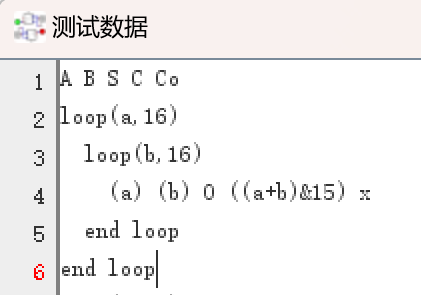 测试数据
1 A B S C Co
2 loop(a,16)
3 loop(b,16)
4 (a) (b) 0 ((a+b)&15) x
5 end loop
6 end loop